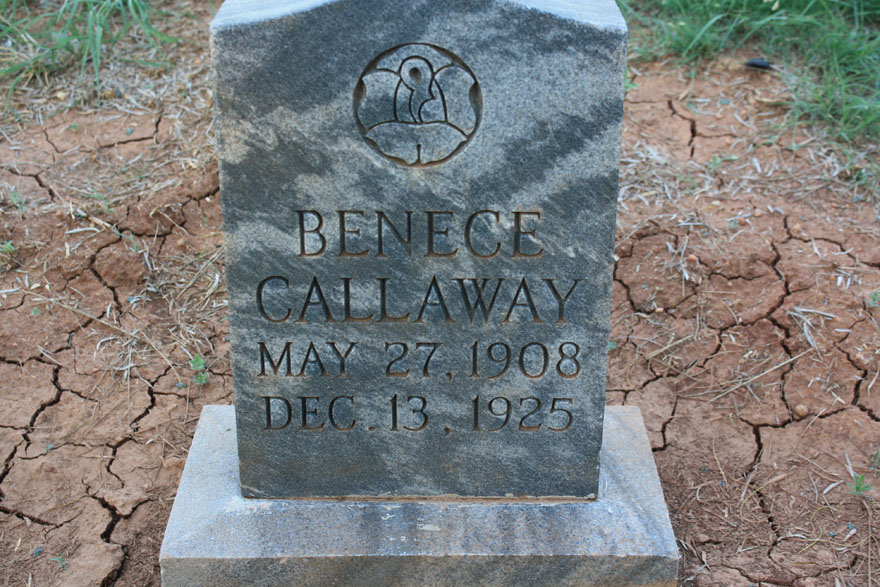 BENECE
CALLAWAY
MAY 27, 1908
DEC. 13, 1925